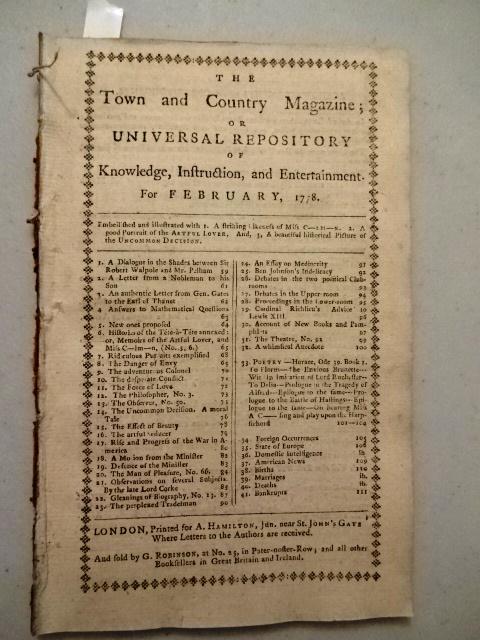 THE
Town and Country Magazine;
OR
UNIVERSAL REPOSITORY
OF
Knowledge, Instruction, and Entertainment.
For FEBRUARY, 1778.
Embellished and illustrated with 1. A striking Likeness of Miss C—m—n. 2. A
good Portrait of the ARTFUL LOVER. And, 3, A beautiful historical Picture of
the UNCOMMON DECISION.
1. A Dialogue in the Shades between Sir
Robert Walpole and Mr. Pelham 59
2. A Letter from a Nobleman to his
Son 61
3. An authentic Letter from Gen. Gates
to the Earl of Thanet 62
4 Answers to Mathematical Questions
5. New ones proposed 64
6. Histories of the Tête-à-Tête annexed:
or, Memoirs of the Artful Lover, and
Miss C—lm—n, (No. 5, 6.) 65
7. Ridiculous Pursuits exemplified 68
8. The Danger of Envy 69
9. The adventurous Colonel 70
10. The desperate Conflict 71
11. The Force of Love 72
12. The Philosopher, No. 3. 73
13. The Observer, No. 50.
14. The Uncommon Decision. A moral
Tale 76
15. The Effect of Beauty 78
16. The artful Seducer 79
17. Rise and Progress of the War in A-
merica 80
18. A Motion from the Minister 82
19. Defence of the Minister 83
20. The Man of Pleasure, No. 66. 84
21. Observations on several Subjects.
By the late Lord Corke 85
22. Gleanings of Biography, No. 13. 87
23. The perplexed Tradesman 90
24. An Essay on Mediocrity 91
25. Ben Johnson's Indelicacy 92
26. Debates in the two political Club-
rooms 93
27. Debates in the Upper-room 94
28. Proceedings in the Lower-room 95
29. Cardinal Richlieu's Advice to
Lewis XIII. 98
30. Account of New Books and Pam-
phlets
31. The Theatre, No. 92 99
32. A whimsical Anecdote 100
33. POETRY—Horace, Ode 39. Book 1.
To Florio—The Envious Brunette—
Wit: in Imitation of Lord Rochester—
To Delia—Prologue to the Tragedy of
Alfred—Epilogue to the same—Pro-
logue to the Battle of Hastings—Epi-
logue to the same—On hearing Miss
A C— sing and play upon the Harp-
sichord 101—104
34. Foreign Occurrences 105
35. State of Europe 108
36. Domestic Intelligence ib.
37. American News 109
38. Births 110
39. Marriages ib.
40. Deaths ib.
41. Bankrupts 111
LONDON, Printed for A. HAMILTON, Jun. near ST. JOHN'S GATE
Where Letters to the Authors are received.
And sold by G. ROBINSON, at No. 25, in Pater-noster-Row; and all other
Booksellers in Great Britain and Ireland.